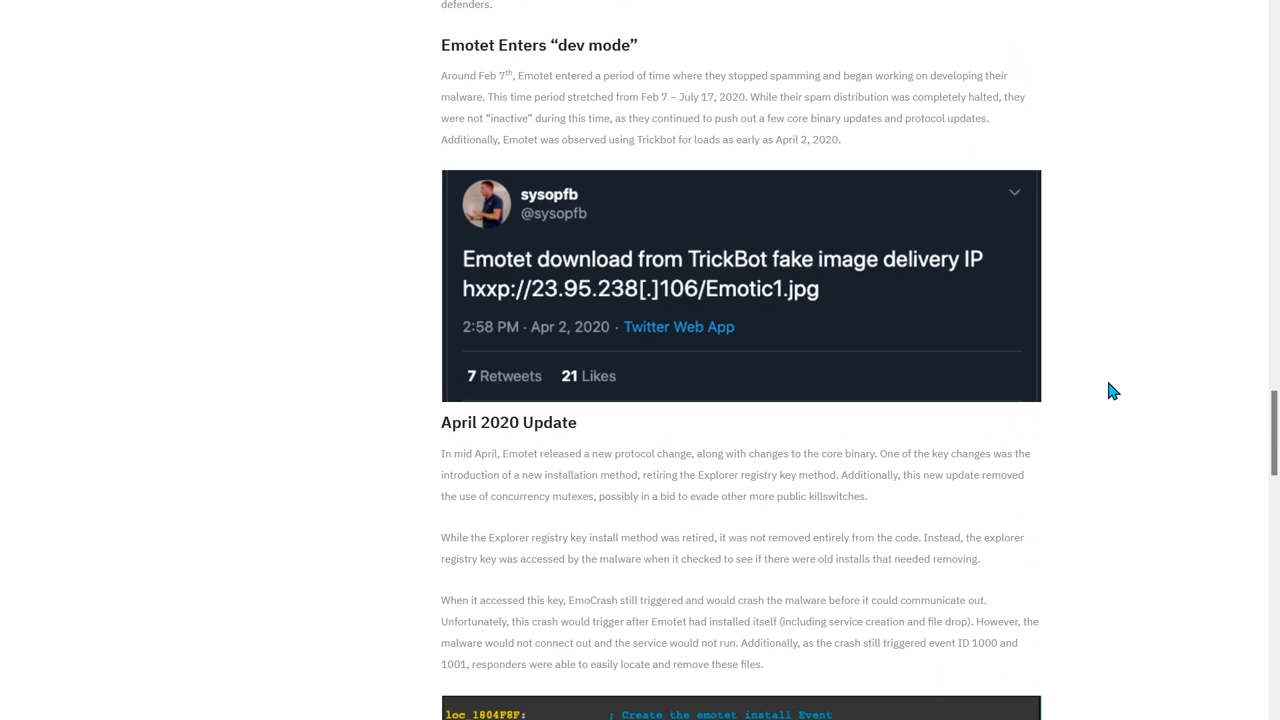 defenders.
Emotet Enters “dev mode”
Around Feb 7th, Emotet entered a period of time where they stopped spamming and began working on developing their
malware. This time period stretched from Feb 7 – July 17, 2020. While their spam distribution was completely halted, they
were not “inactive” during this time, as they continued to push out a few core binary updates and protocol updates.
Additionally, Emotet was observed using Trickbot for loads as early as April 2, 2020.
sysopfb
@sysopfb
Emotet download from TrickBot fake image delivery IP
hxxp://23.95.238[.]106/Emotic1.jpg
2:58 PM · Apr 2, 2020 · Twitter Web App
7 Retweets 21 Likes
April 2020 Update
In mid April, Emotet released a new protocol change, along with changes to the core binary. One of the key changes was the
introduction of a new installation method, retiring the Explorer registry key method. Additionally, this new update removed
the use of concurrency mutexes, possibly in a bid to evade other more public killswitches.
While the Explorer registry key install method was retired, it was not removed entirely from the code. Instead, the explorer
registry key was accessed by the malware when it checked to see if there were old installs that needed removing.
When it accessed this key, EmoCrash still triggered and would crash the malware before it could communicate out.
Unfortunately, this crash would trigger after Emotet had installed itself (including service creation and file drop). However, the
malware would not connect out and the service would not run. Additionally, as the crash still triggered event ID 1000 and
1001, responders were able to easily locate and remove these files.
loc_1804F8F: ; Create the emotet install Event